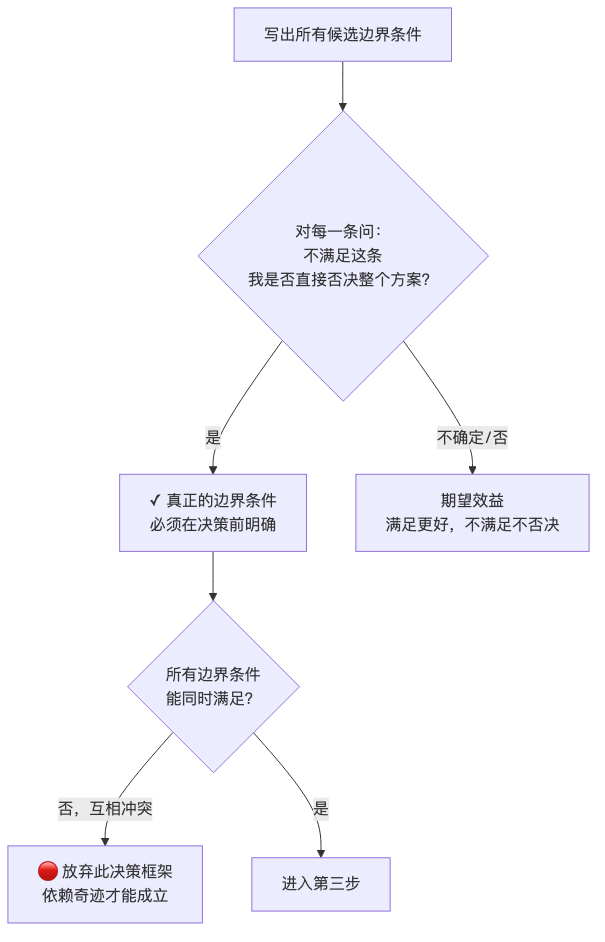 写出所有候选边界条件
对每一条问：
不满足这条
我是否直接否决整个方案？
是
不确定/否
✓ 真正的边界条件
必须在决策前明确
期望效益
满足更好，不满足不否决
所有边界条件
能同时满足？
否，互相冲突
是
🔴 放弃此决策框架
依赖奇迹才能成立
进入第三步